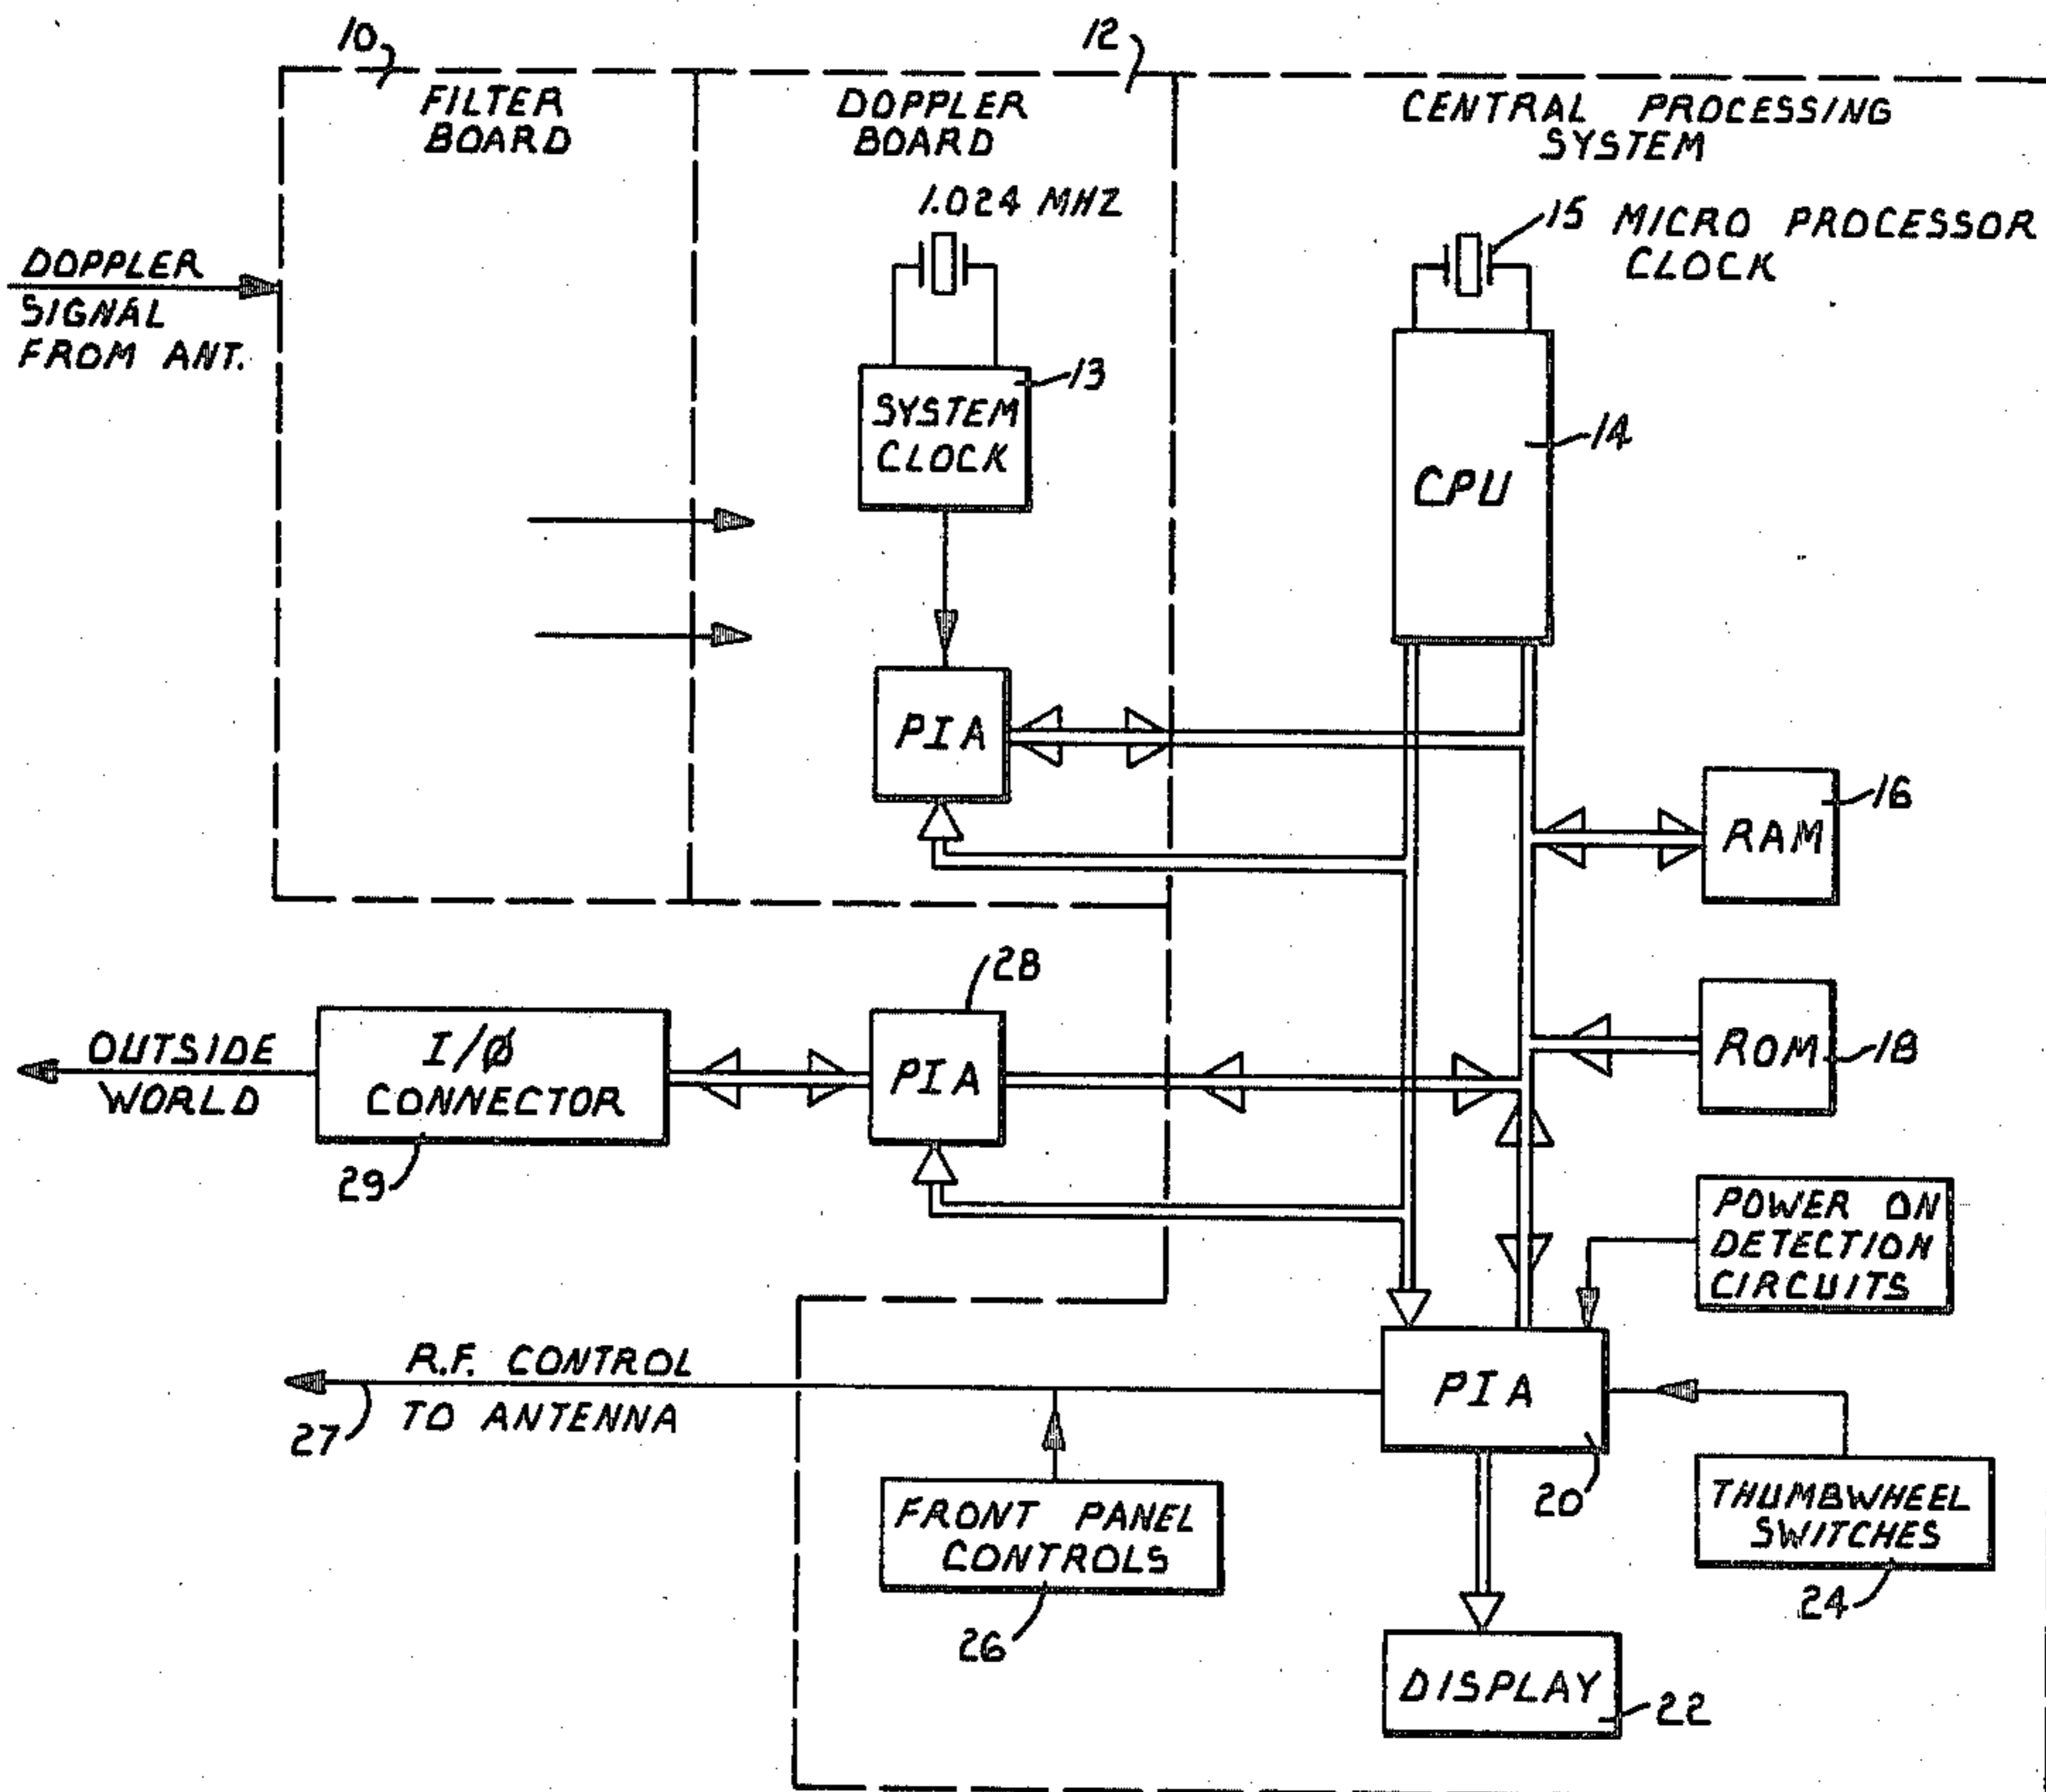 10
12
FILTER
BOARD
DOPPLER
BOARD
CENTRAL PROCESSING
SYSTEM
1.024 MHZ
15 MICRO PROCESSOR
CLOCK
DOPPLER
SIGNAL
FROM ANT.
13
SYSTEM
CLOCK
14
CPU
PIA
16
RAM
28
OUTSIDE
WORLD
I/Ø
CONNECTOR
29
PIA
ROM
18
POWER ON
DETECTION
CIRCUITS
R.F. CONTROL
TO ANTENNA
27
PIA
20
FRONT PANEL
CONTROLS
26
THUMBWHEEL
SWITCHES
24
DISPLAY
22